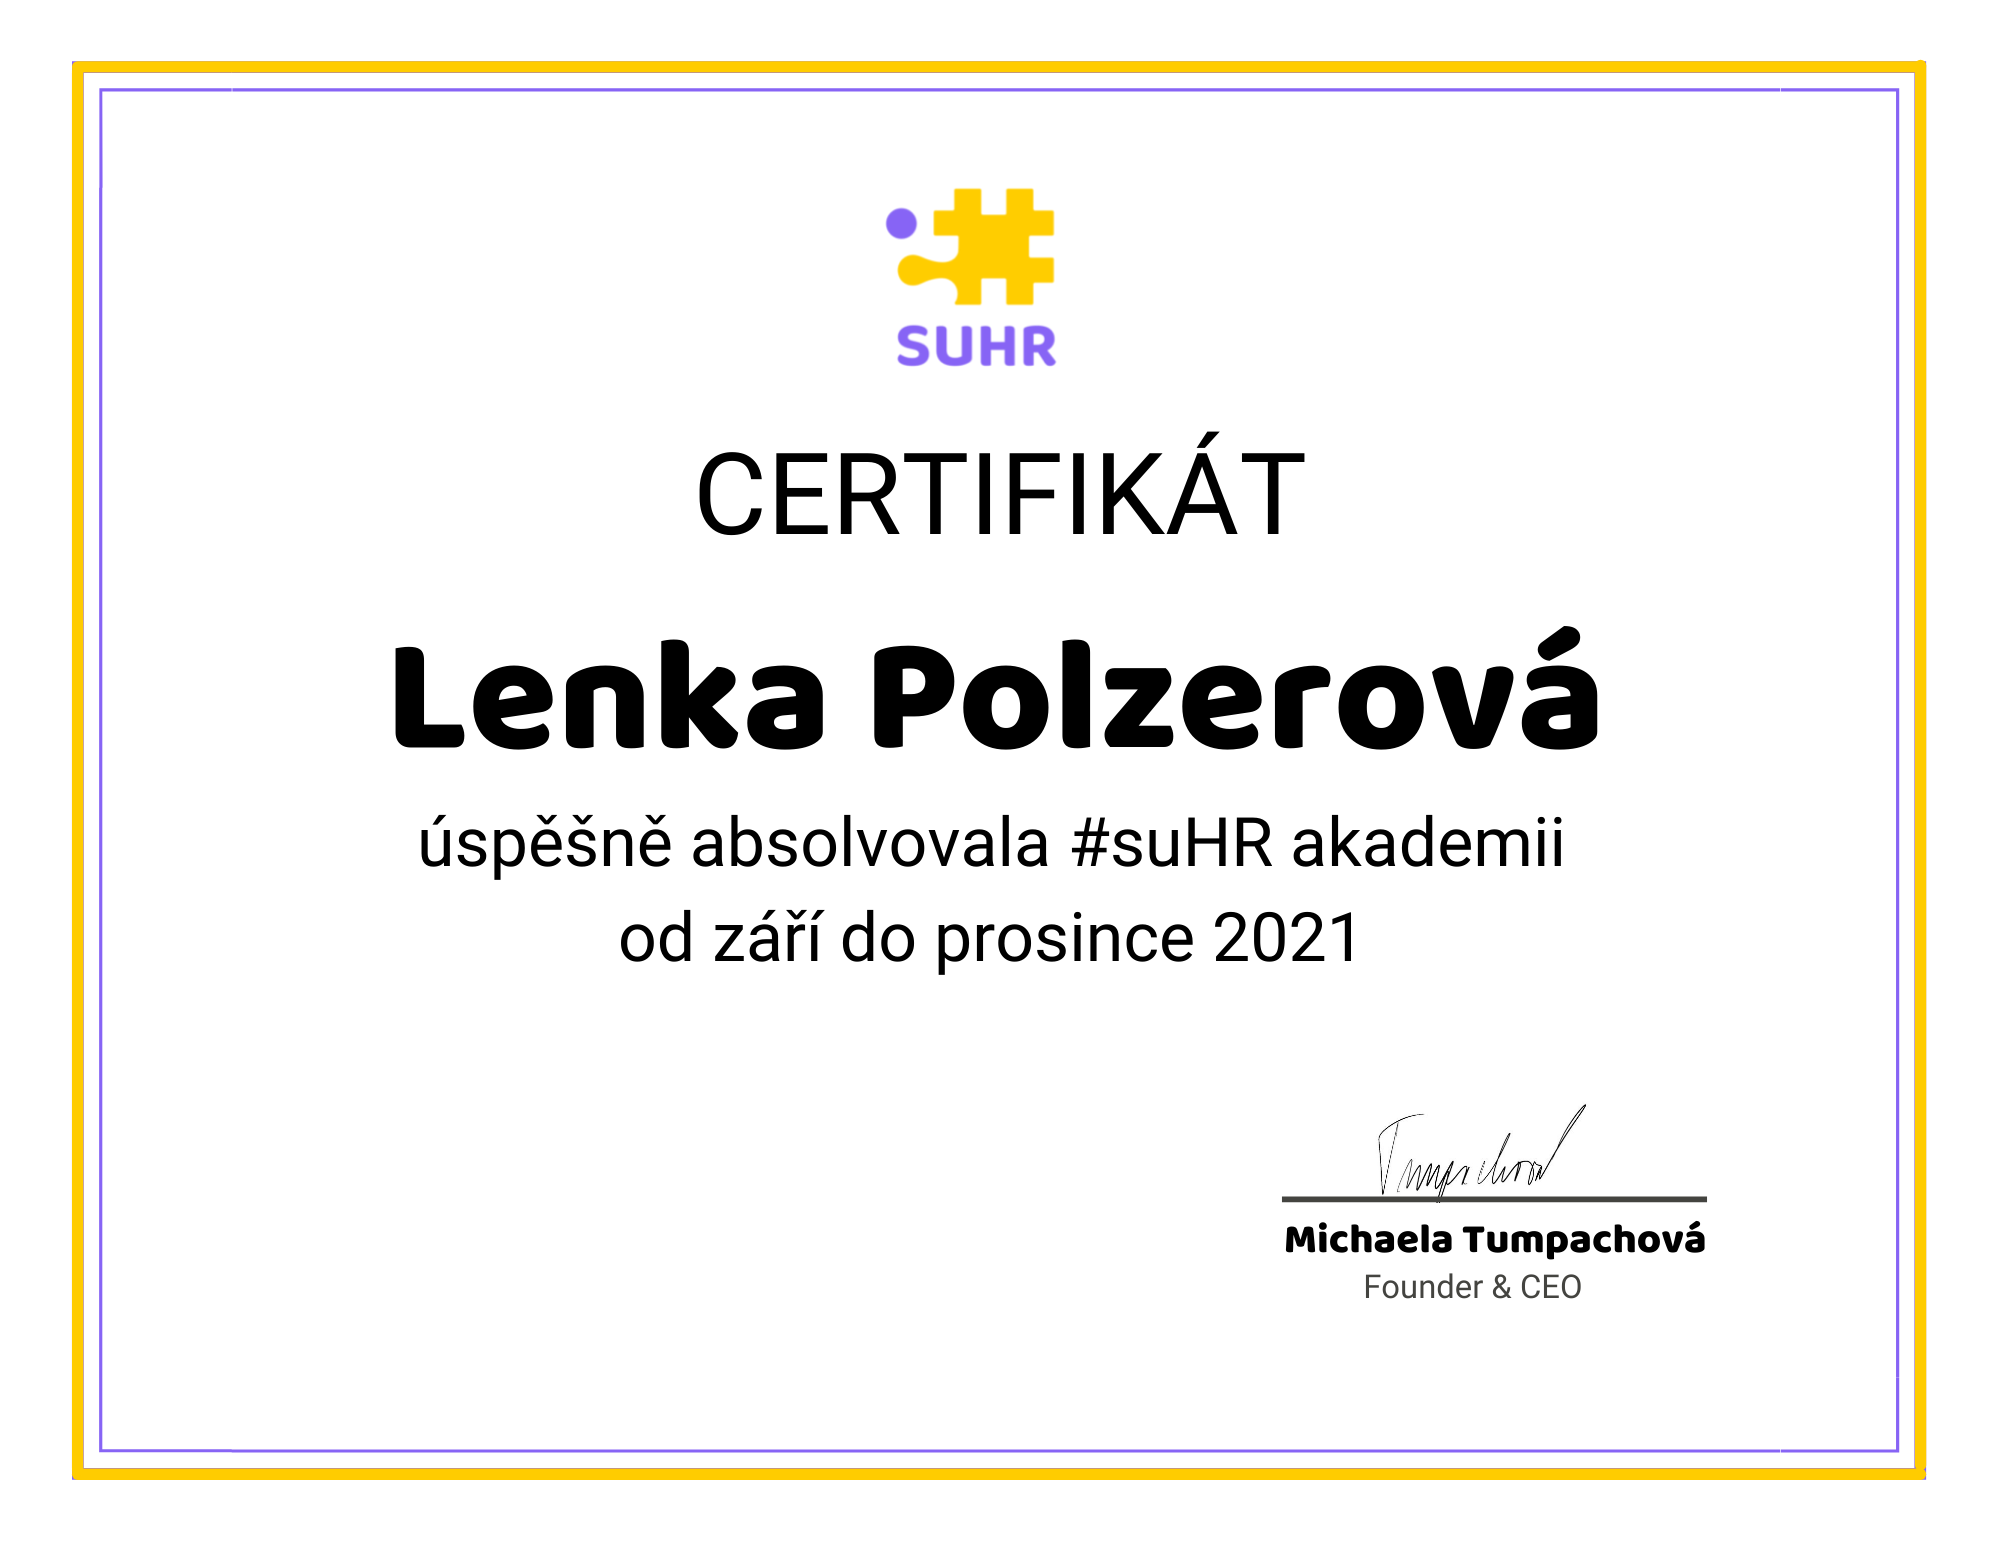 SUHR
CERTIFIKÁT
Lenka Polzerová
úspěšně absolvovala #suHR akademii
od září do prosince 2021
Tumpachová
Michaela Tumpachová
Founder & CEO